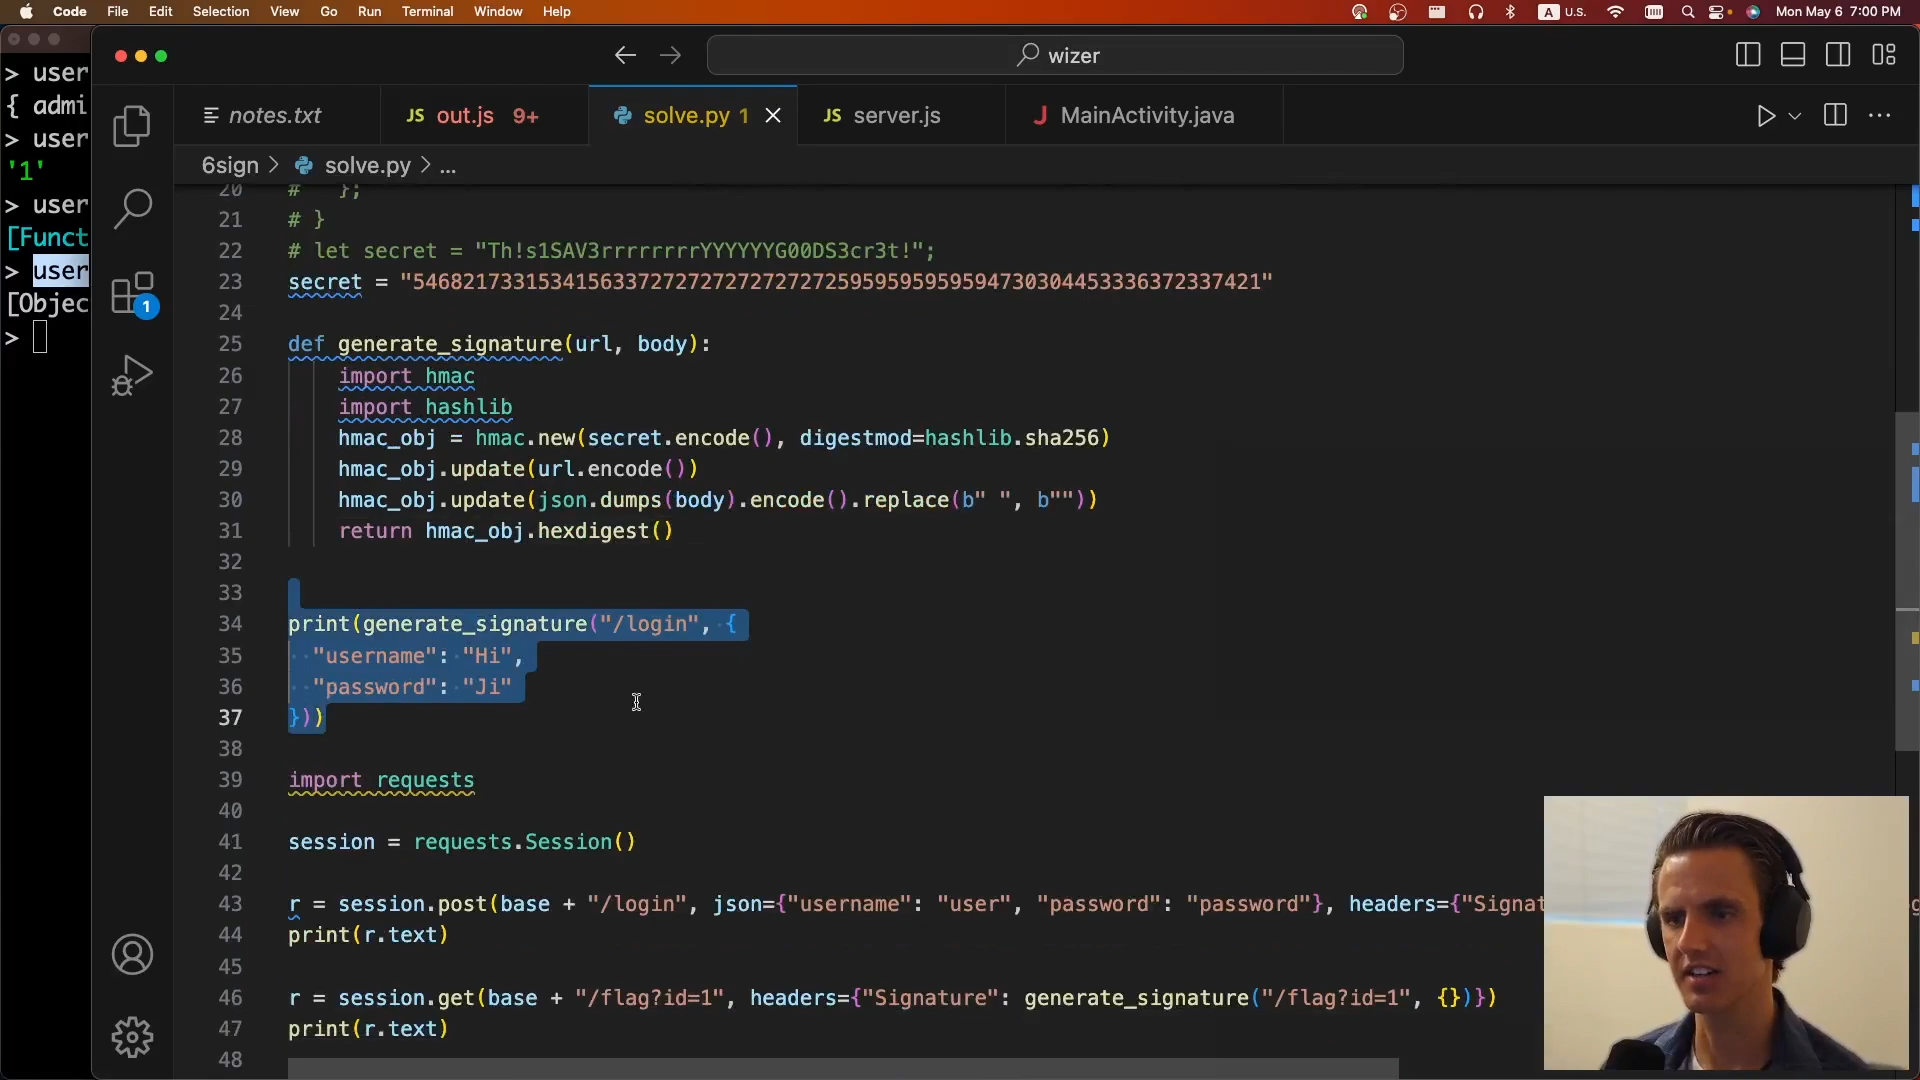 Code File Edit Selection View Go Run Terminal Window Help
A U.S. Mon May 6 7:00 PM
> user
{ admi
> user
'1'
> user
[Funct
> user
[Objec
>
wizer
notes.txt
JS out.js 9+
solve.py 1
JS server.js
J MainActivity.java
6sign > solve.py > ...
20 # };
21 # }
22 # let secret = "Th!s1SAV3rrrrrrrrYYYYYYG00DS3cr3t!";
23 secret = "54682173315341563372727272727272725959595959594730304453336372337421"
24
25 def generate_signature(url, body):
26 import hmac
27 import hashlib
28 hmac_obj = hmac.new(secret.encode(), digestmod=hashlib.sha256)
29 hmac_obj.update(url.encode())
30 hmac_obj.update(json.dumps(body).encode().replace(b" ", b""))
31 return hmac_obj.hexdigest()
32
33
34 print(generate_signature("/login", {
35 "username": "Hi",
36 "password": "Ji"
37 }))
38
39 import requests
40
41 session = requests.Session()
42
43 r = session.post(base + "/login", json={"username": "user", "password": "password"}, headers={"Signat
44 print(r.text)
45
46 r = session.get(base + "/flag?id=1", headers={"Signature": generate_signature("/flag?id=1", {})})
47 print(r.text)
48
1